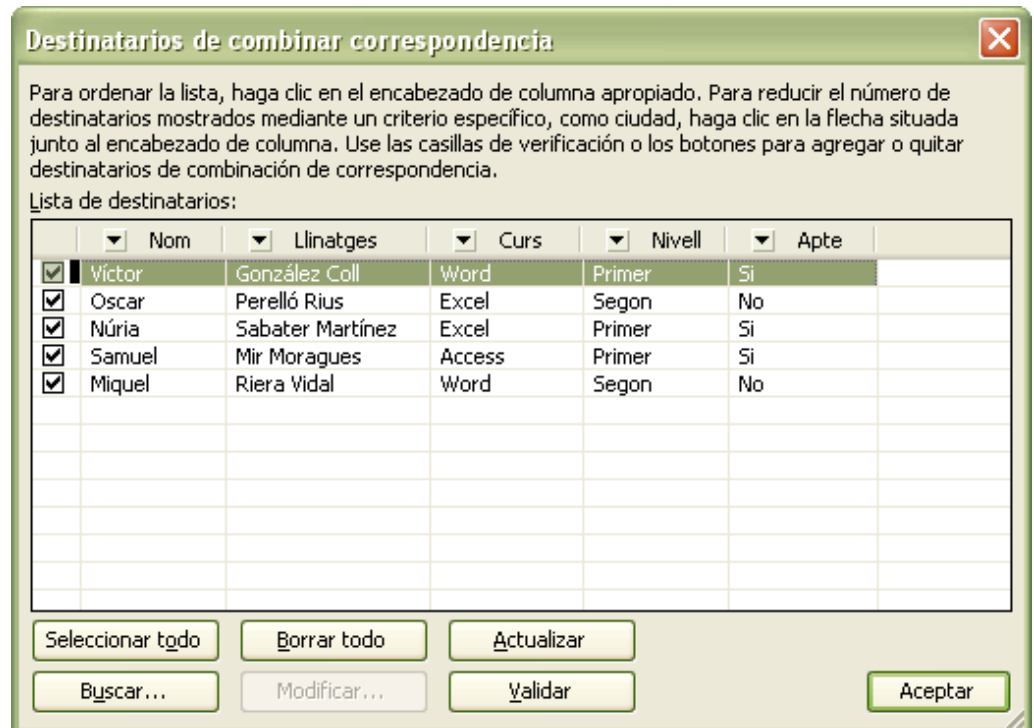 Destinatarios de combinar correspondencia
Para ordenar la lista, haga clic en el encabezado de columna apropiado. Para reducir el número de
destinatarios mostrados mediante un criterio específico, como ciudad, haga clic en la flecha situada
junto al encabezado de columna. Use las casillas de verificación o los botones para agregar o quitar
destinatarios de combinación de correspondencia.
Lista de destinatarios:
Nom Llinatges Curs Nivell Apte
Víctor González Coll Word Primer Si
Oscar Perelló Rius Excel Segon No
Núria Sabater Martínez Excel Primer Si
Samuel Mir Moragues Access Primer Si
Miquel Riera Vidal Word Segon No
Seleccionar todo Borrar todo Actualizar
Buscar... Modificar... Validar Aceptar